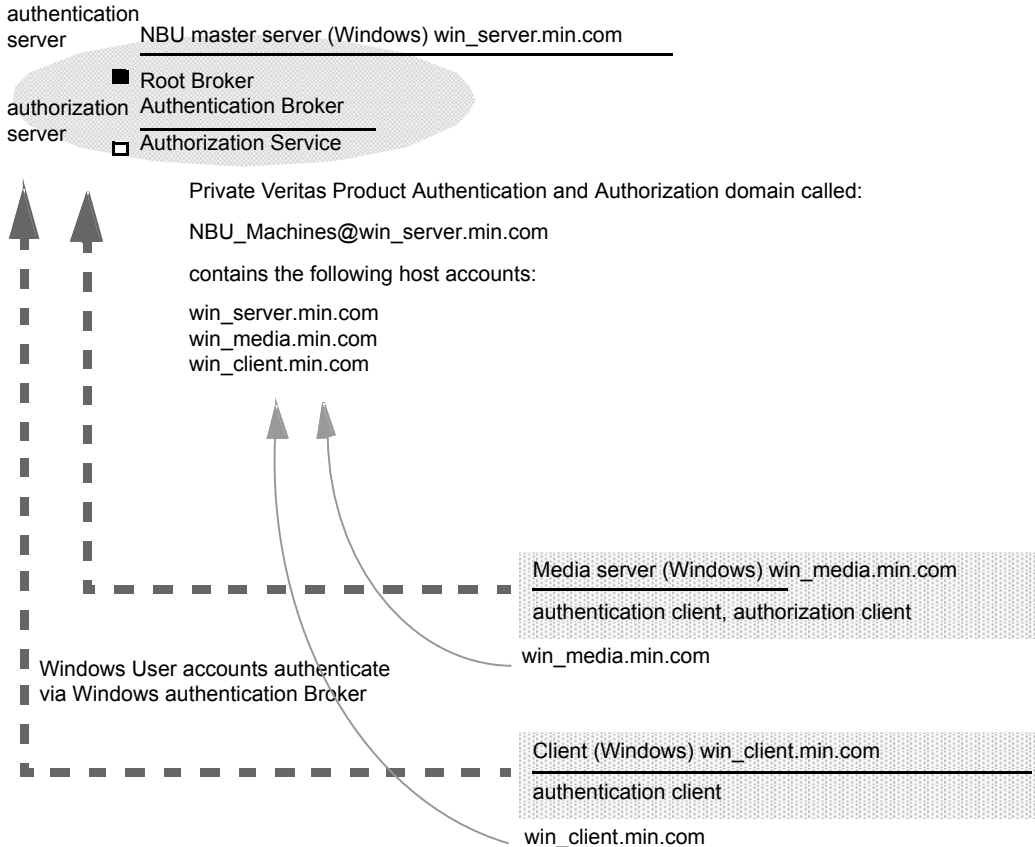 authentication
server
NBU master server (Windows) win_server.min.com
Root Broker
Authentication Broker
authorization
server
Authorization Service
Private Veritas Product Authentication and Authorization domain called:
NBU_Machines@win_server.min.com
contains the following host accounts:
win_server.min.com
win_media.min.com
win_client.min.com
Media server (Windows) win_media.min.com
authentication client, authorization client
win_media.min.com
Windows User accounts authenticate
via Windows authentication Broker
Client (Windows) win_client.min.com
authentication client
win_client.min.com